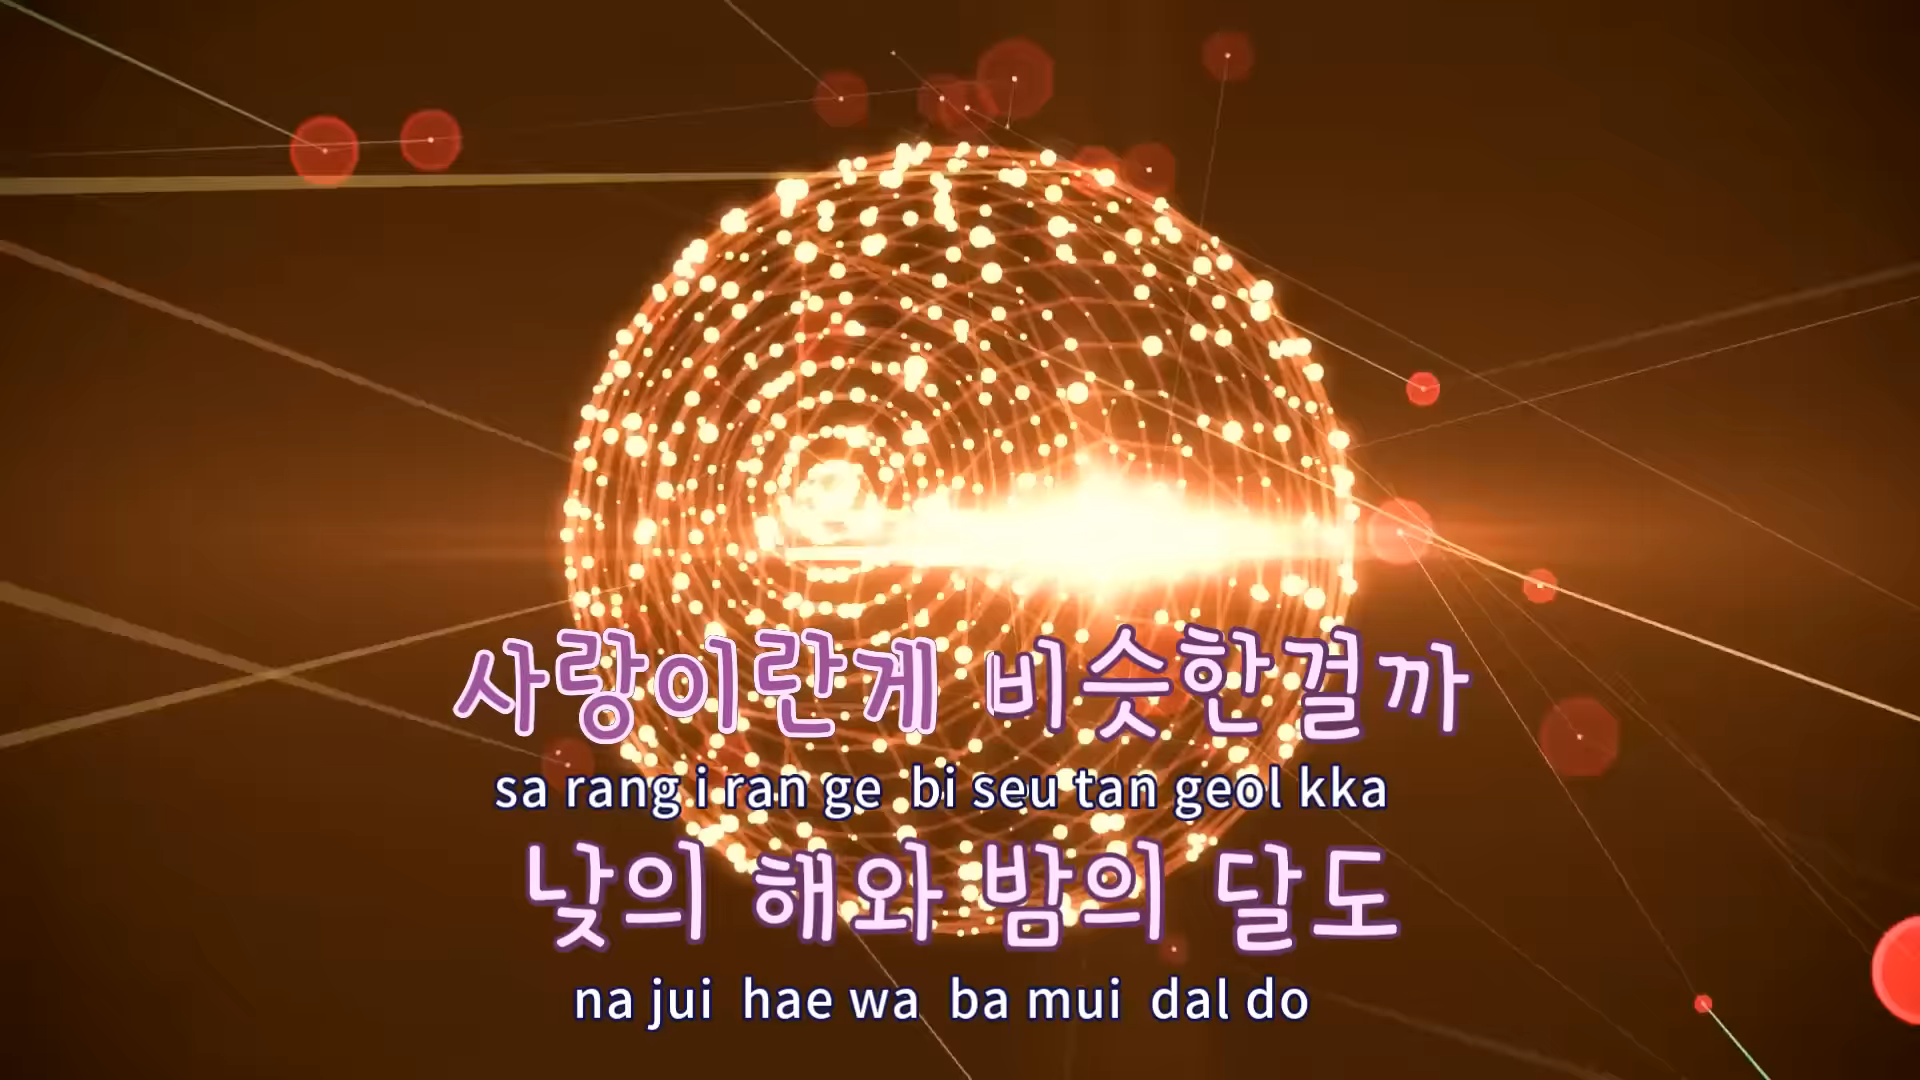 사랑이란게 비슷한걸까
sa rang i ran ge bi seu tan geol kka
낮의 해와 밤의 달도
na jui hae wa ba mui dal do